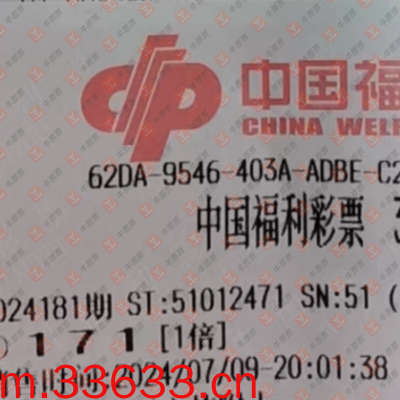 中国福
CHINA WEL
62DA-9546-403A-ADBE-C2
中国福利彩票
024181期 ST:51012471 SN:51 (
171 [1倍]
2024/07/09-20:01:38
m.33633.cn